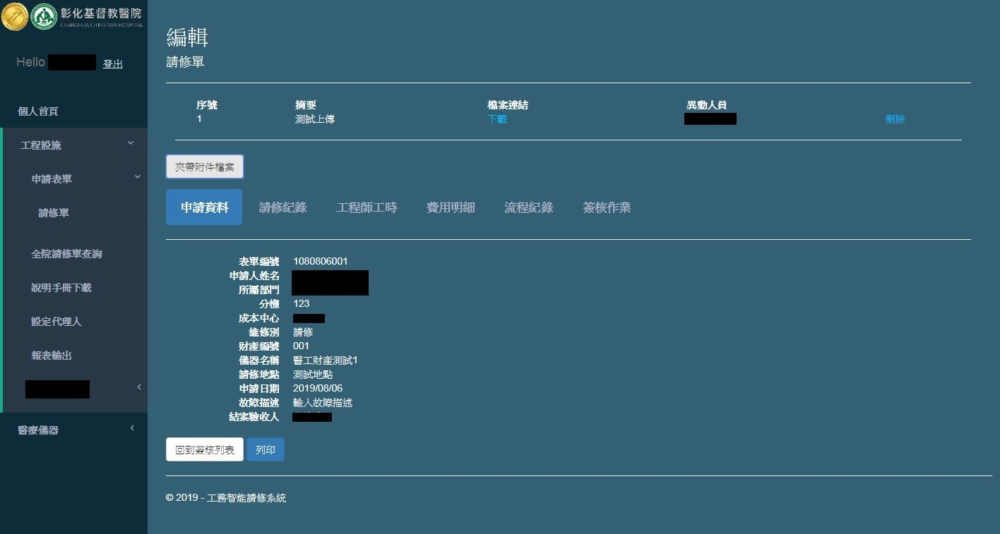 彰化基督教醫院
CHANGHUA CHRISTIAN HOSPITAL
Hello 登出
個人首頁
工程設施
申請表單
請修單
全院請修單查詢
說明手冊下載
設定代理人
報表輸出
醫療儀器
編輯
請修單
序號 摘要 檔案連結 異動人員
1 測試上傳 下載 刪除
夾帶附件檔案
申請資料 請修紀錄 工程師工時 費用明細 流程紀錄 簽核作業
表單編號 1080806001
申請人姓名
所屬部門
分機 123
成本中心
維修別 請修
財產編號 001
儀器名稱 醫工財產測試1
請修地點 測試地點
申請日期 2019/08/06
故障描述 輸入故障描述
結案驗收人
回到簽核列表 列印
© 2019 - 工務智能請修系統